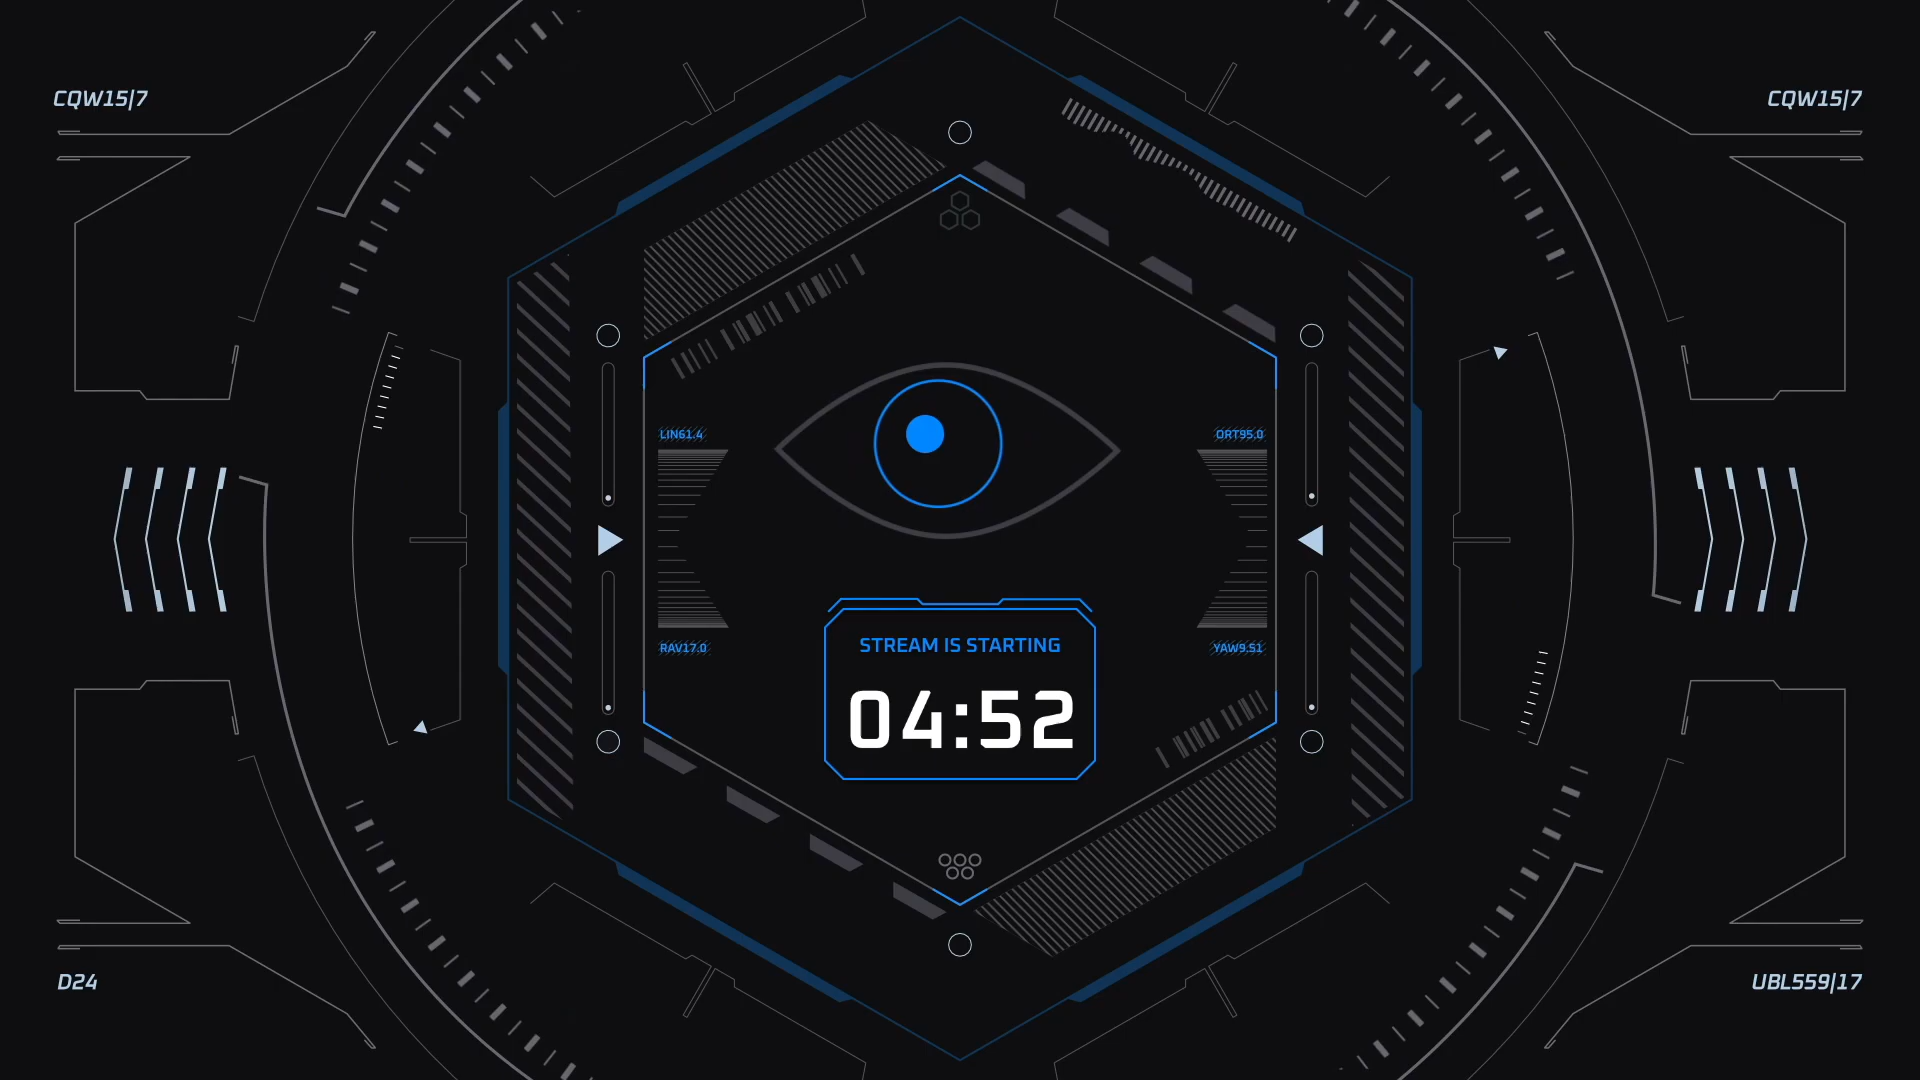 CQW15|7
CQW15|7
LIN61.4
ORT95.0
RAV17.0
YAW9.51
STREAM IS STARTING
04:52
D24
UBL559|17